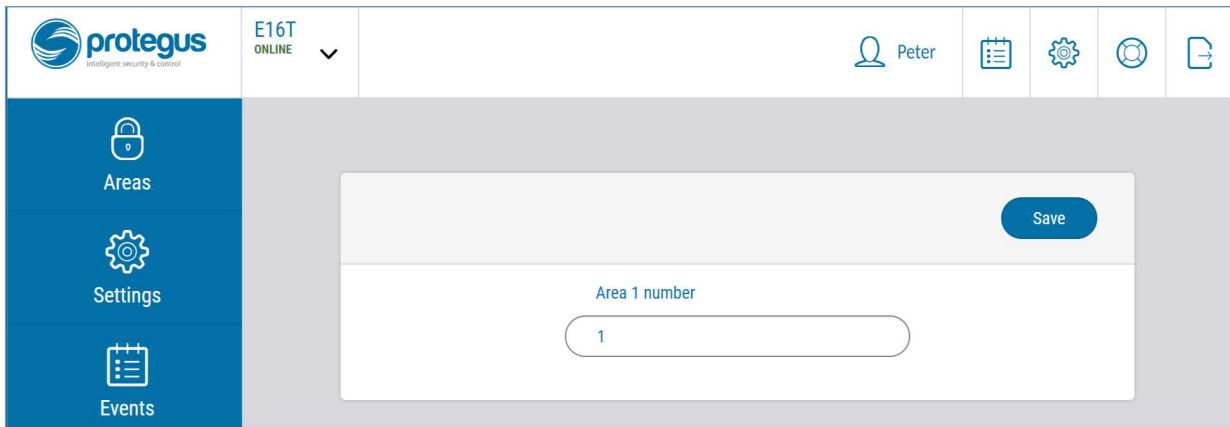 protegus
intelligent security & control
E16T
ONLINE
Peter
Areas
Settings
Events
Save
Area 1 number
1